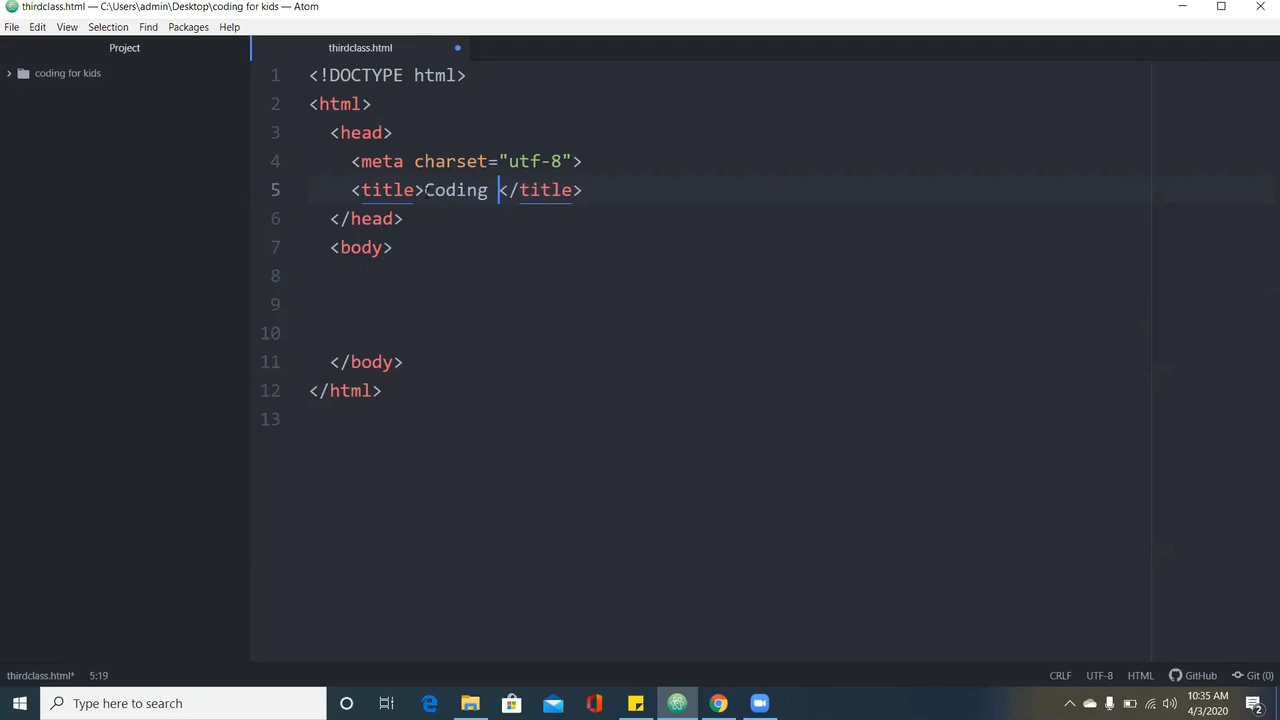 thirdclass.html — C:\Users\admin\Desktop\coding for kids — Atom
File Edit View Selection Find Packages Help
Project
thirdclass.html
coding for kids
1 <!DOCTYPE html>
2 <html>
3 <head>
4 <meta charset="utf-8">
5 <title>Coding </title>
6 </head>
7 <body>
8
9
10
11 </body>
12 </html>
13
thirdclass.html* 5:19 CRLF UTF-8 HTML GitHub Git (0)
Type here to search
10:35 AM
4/3/2020
2